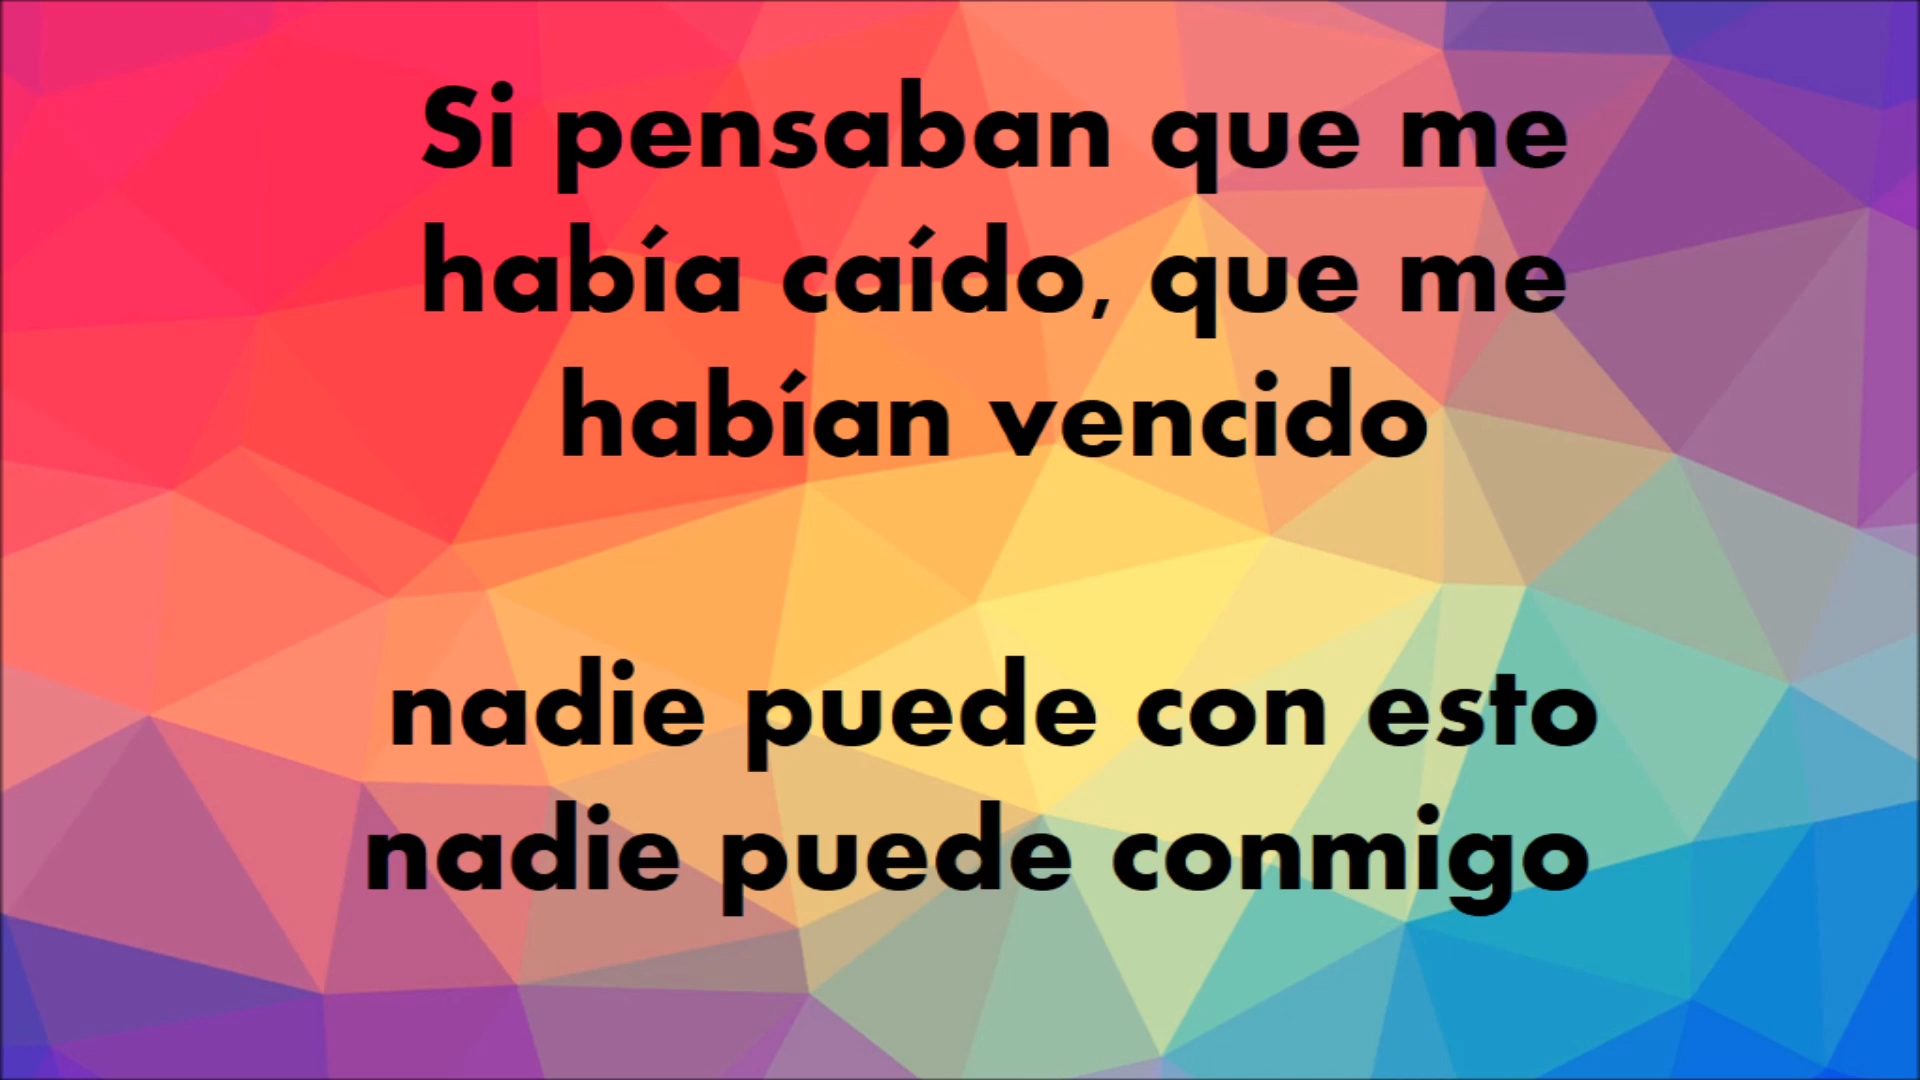 Si pensaban que me
había caído, que me
habían vencido
nadie puede con esto
nadie puede conmigo